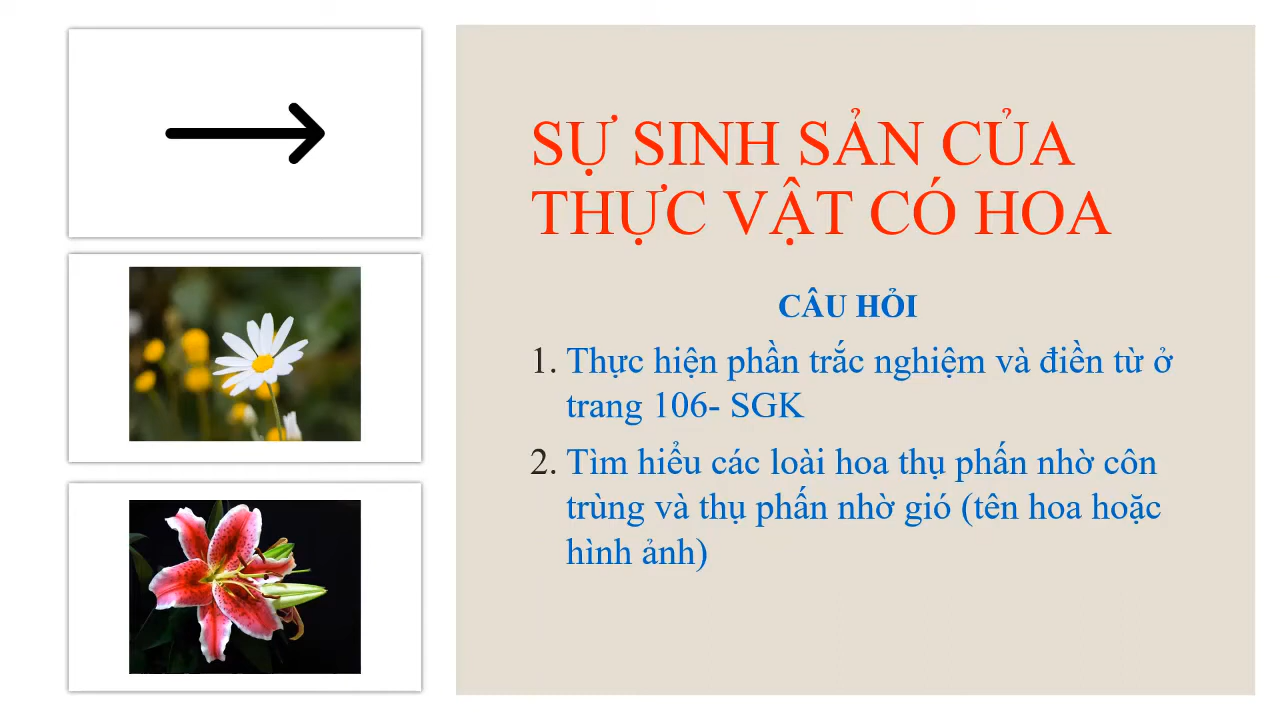 SỰ SINH SẢN CỦA
THỰC VẬT CÓ HOA
CÂU HỎI
1. Thực hiện phần trắc nghiệm và điền từ ở
trang 106- SGK
2. Tìm hiểu các loài hoa thụ phấn nhờ côn
trùng và thụ phấn nhờ gió (tên hoa hoặc
hình ảnh)